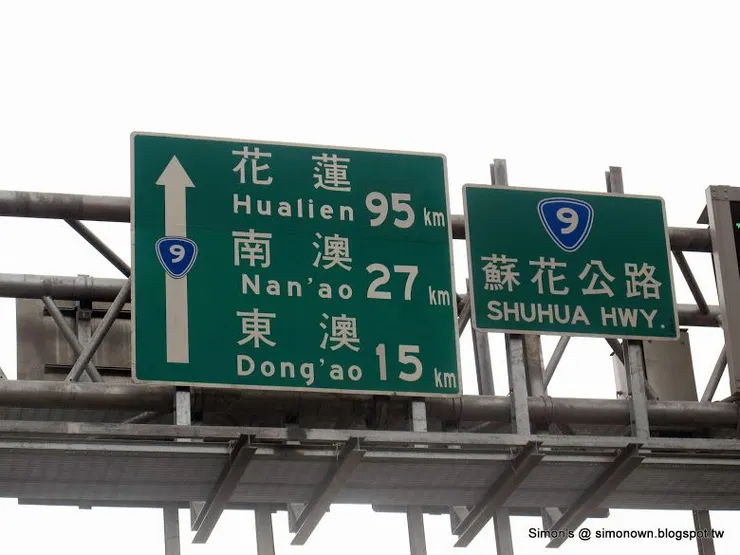 花 蓮
Hualien 95 km
9
南 澳
Nan'ao 27 km
東 澳
Dong'ao 15 km
9
蘇花公路
SHUHUA HWY.
Simon's @ simonown.blogspot.tw